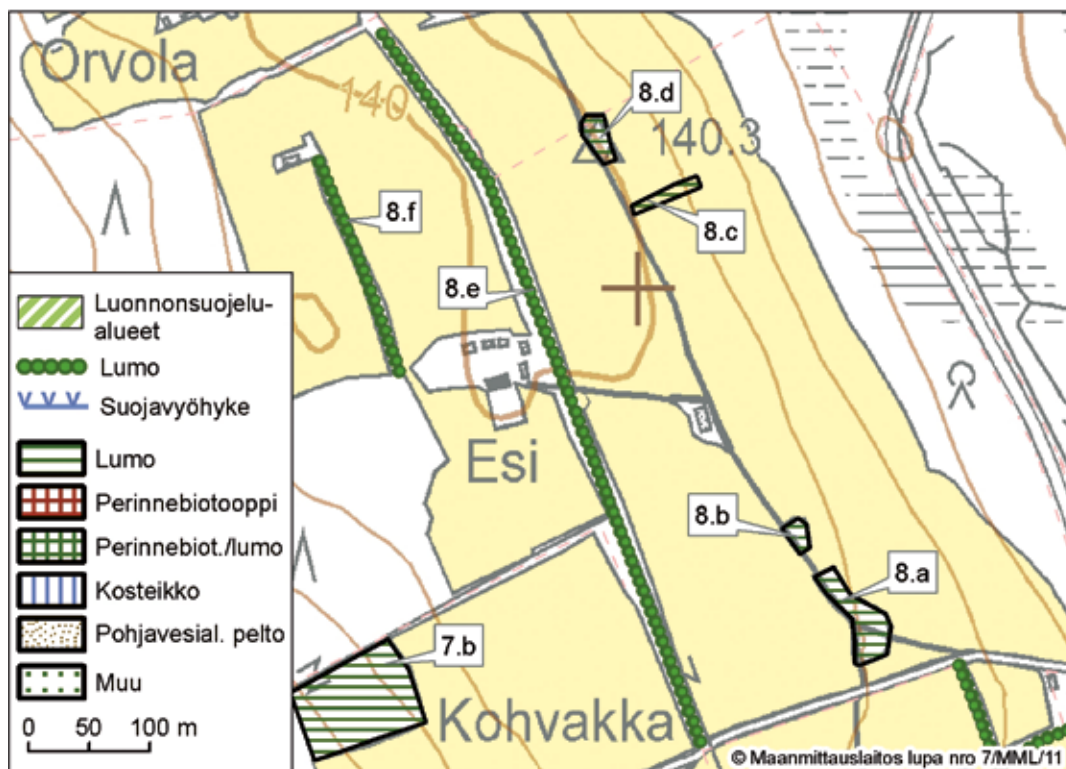 Orvola
140
8.d
140.3
8.c
8.f
8.e
Luonnonsuojelu-
alueet
Lumo
Suojavyöhyke
Lumo
Perinnebiotooppi
Perinnebiot./lumo
Kosteikko
Pohjavesial. pelto
Muu
0 50 100 m
Esi
8.b
8.a
7.b
Kohvakka
© Maanmittauslaitos lupa nro 7/MML/11